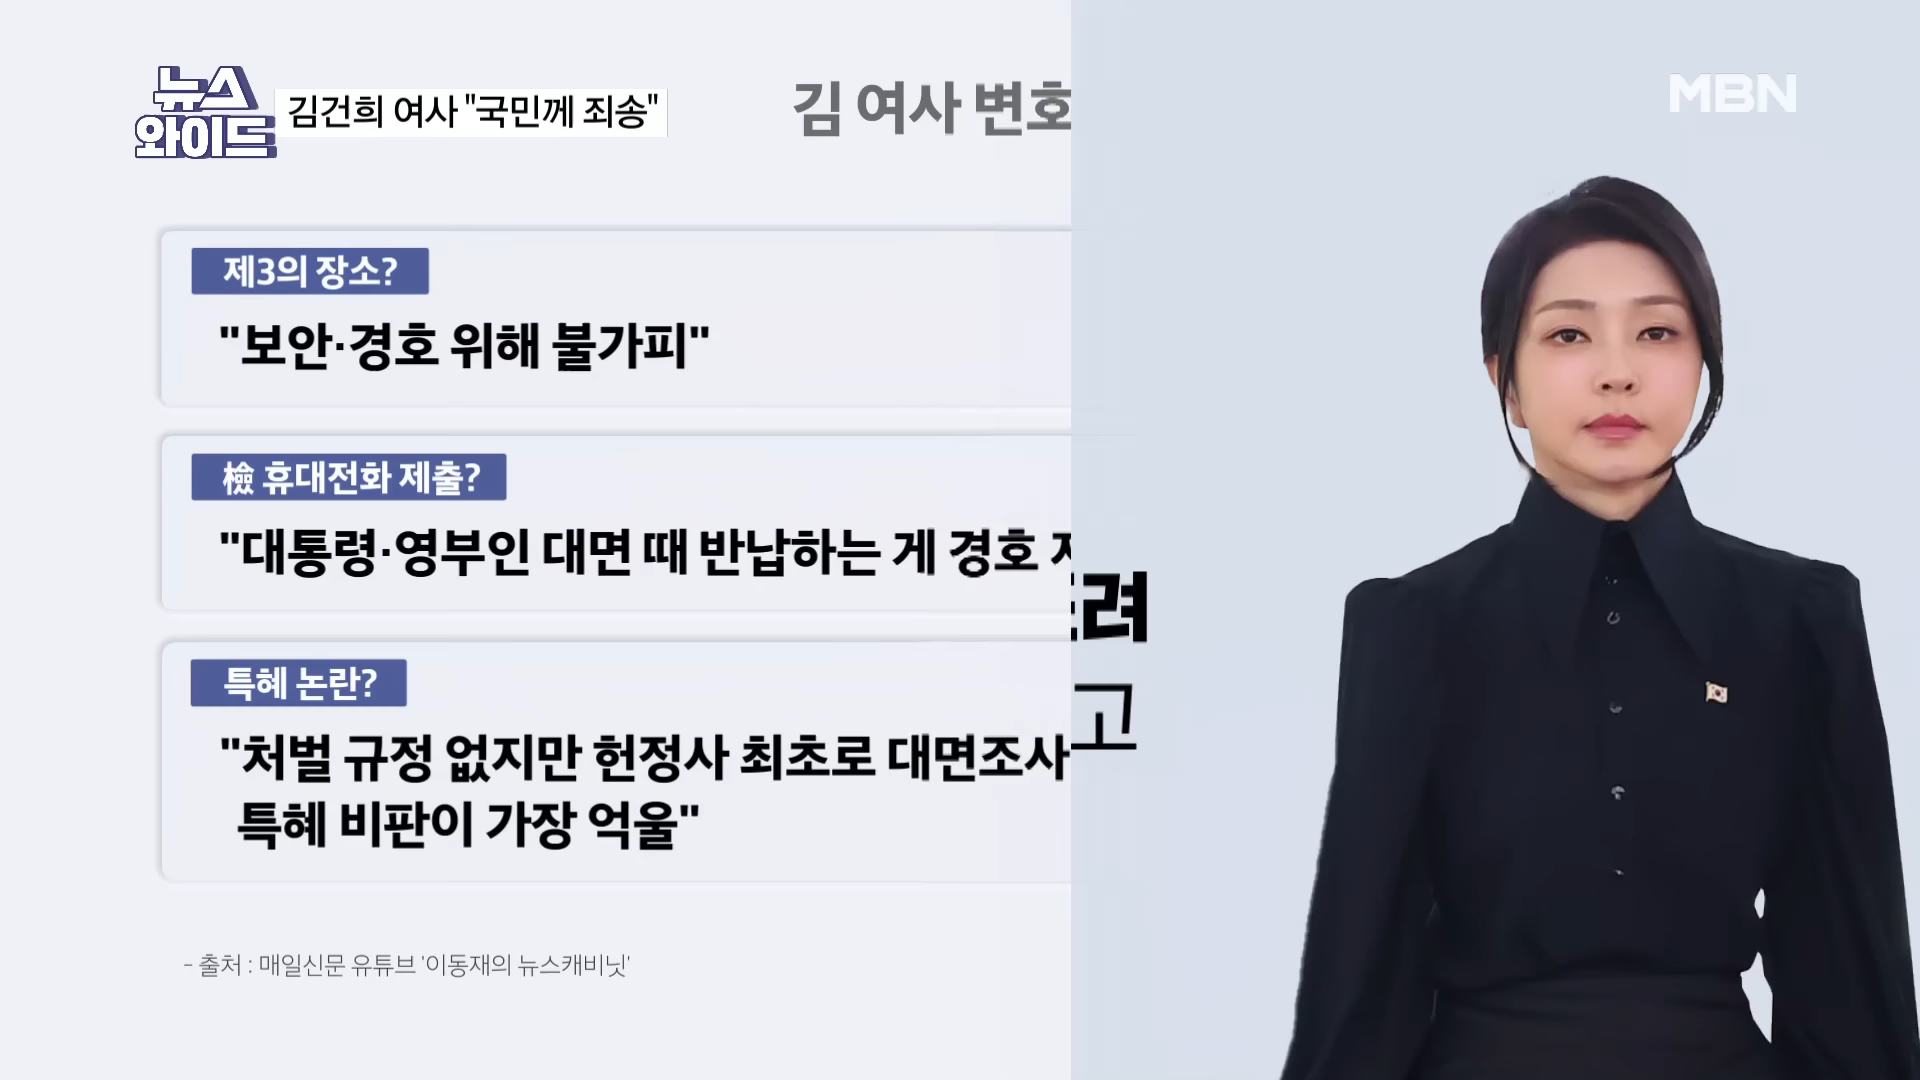 뉴스
와이드
김건희 여사 "국민께 죄송"
김 여사 변호
MBN
제3의 장소?
"보안·경호 위해 불가피"
檢 휴대전화 제출?
"대통령·영부인 대면 때 반납하는 게 경호
려
고
특혜 논란?
"처벌 규정 없지만 헌정사 최초로 대면조사
특혜 비판이 가장 억울"
- 출처 : 매일신문 유튜브 '이동재의 뉴스캐비닛'